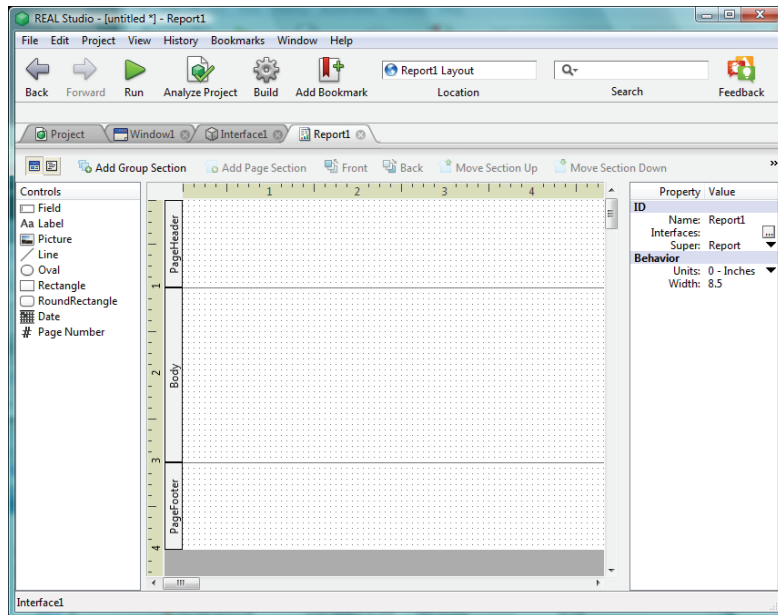 REAL Studio - [untitled *] - Report1
File Edit Project View History Bookmarks Window Help
Report1 Layout
Back Forward Run Analyze Project Build Add Bookmark Location Search Feedback
Project Window1 Interface1 Report1
Add Group Section Add Page Section Front Back Move Section Up Move Section Down »
Controls
Field
Aa Label
Picture
Line
Oval
Rectangle
RoundRectangle
Date
# Page Number
1 2 3 4
PageHeader
1
Body
2
3
PageFooter
4
Property Value
ID
Name: Report1
Interfaces: ...
Super: Report
Behavior
Units: 0 - Inches
Width: 8.5
Interface1